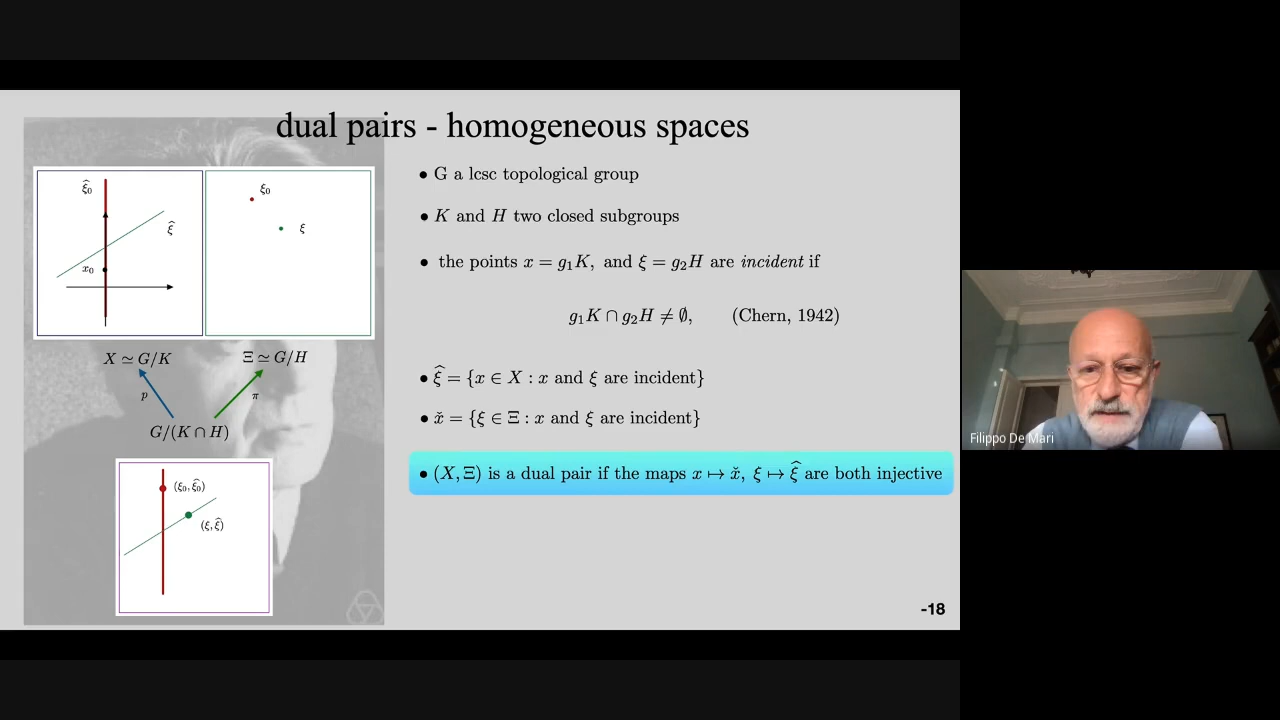 dual pairs - homogeneous spaces
ξ̂₀
ξ̂
x₀
ξ₀
ξ
X ≃ G/K
Ξ ≃ G/H
p
π
G/(K ∩ H)
(ξ₀, ξ̂₀)
(ξ, ξ̂)
• G a lcsc topological group
• K and H two closed subgroups
• the points x = g₁K, and ξ = g₂H are incident if
g₁K ∩ g₂H ≠ ∅, (Chern, 1942)
• ξ̂ = {x ∈ X : x and ξ are incident}
• x̌ = {ξ ∈ Ξ : x and ξ are incident}
• (X, Ξ) is a dual pair if the maps x ↦ x̌, ξ ↦ ξ̂ are both injective
-18
Filippo De Mari